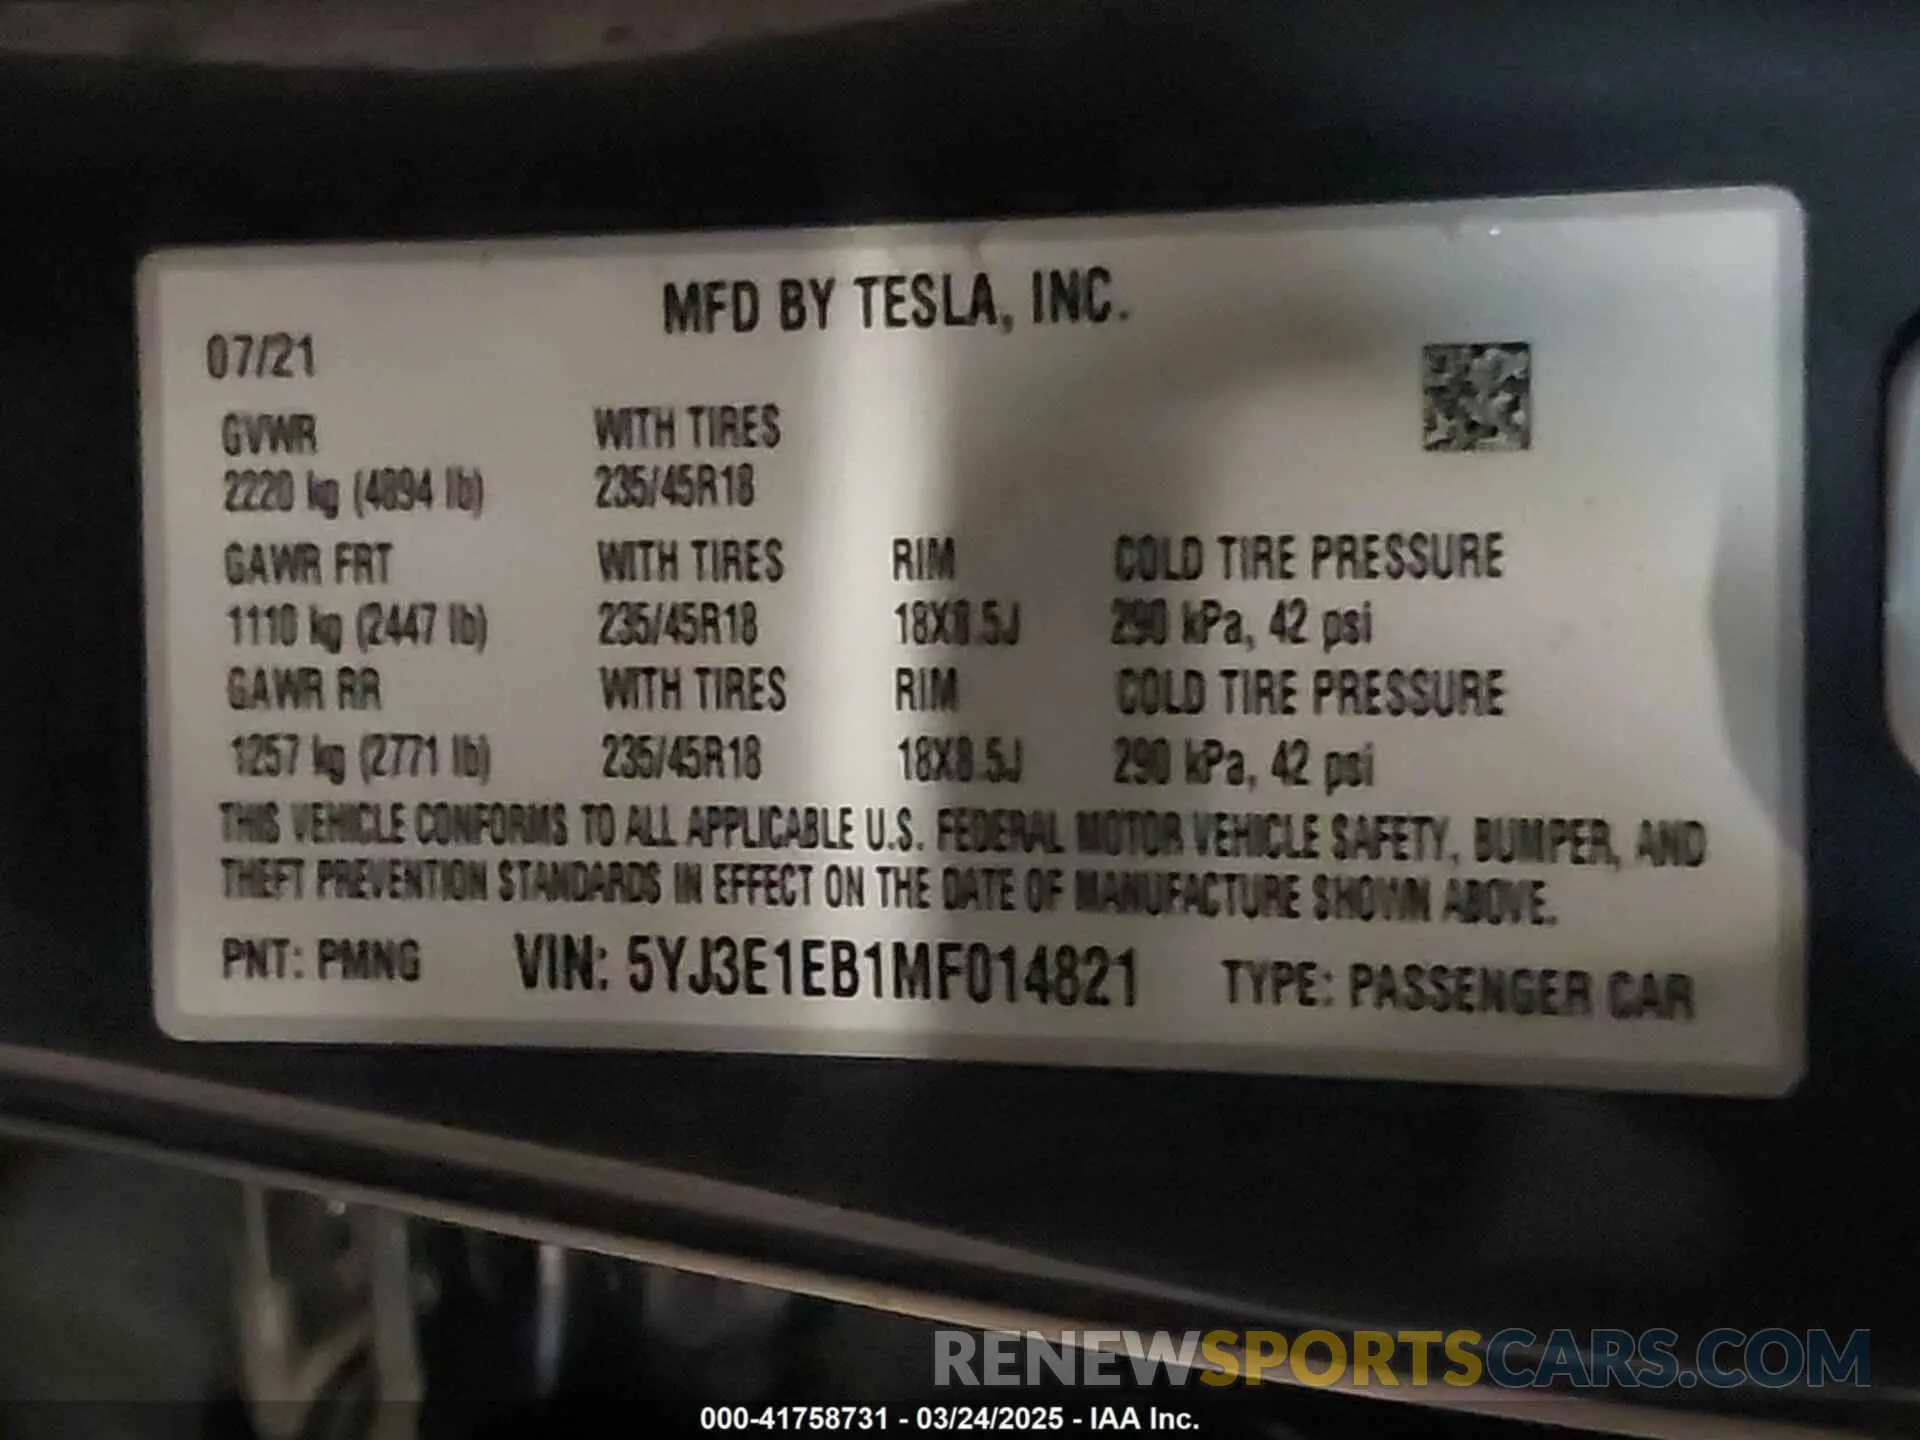 MFD BY TESLA, INC.
07/21
GVWR WITH TIRES
2220 kg (4894 lb) 235/45R18
GAWR FRT WITH TIRES RIM COLD TIRE PRESSURE
1110 kg (2447 lb) 235/45R18 18X8.5J 290 kPa, 42 psi
GAWR RR WITH TIRES RIM COLD TIRE PRESSURE
1257 kg (2771 lb) 235/45R18 18X8.5J 290 kPa, 42 psi
THIS VEHICLE CONFORMS TO ALL APPLICABLE U.S. FEDERAL MOTOR VEHICLE SAFETY, BUMPER, AND
THEFT PREVENTION STANDARDS IN EFFECT ON THE DATE OF MANUFACTURE SHOWN ABOVE.
PNT: PMNG VIN: 5YJ3E1EB1MF014821 TYPE: PASSENGER CAR
RENEWSPORTSCARS.COM
000-41758731 - 03/24/2025 - IAA Inc.